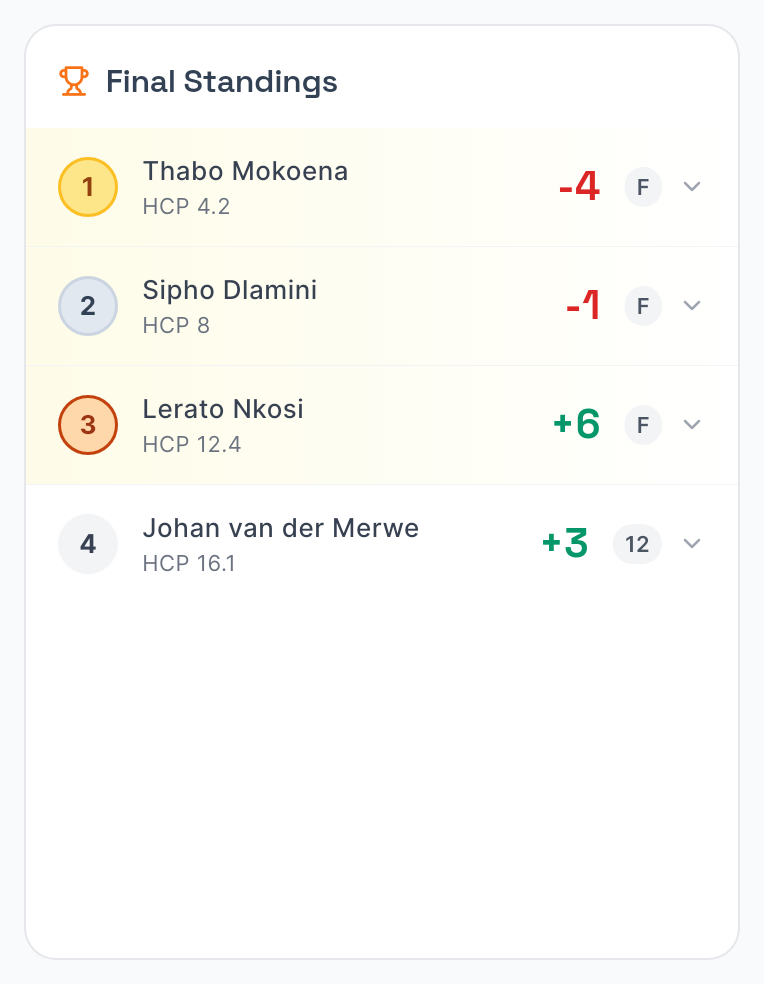 Final Standings
1
Thabo Mokoena
HCP 4.2
-4
F
2
Sipho Dlamini
HCP 8
-1
F
3
Lerato Nkosi
HCP 12.4
+6
F
4
Johan van der Merwe
HCP 16.1
+3
12